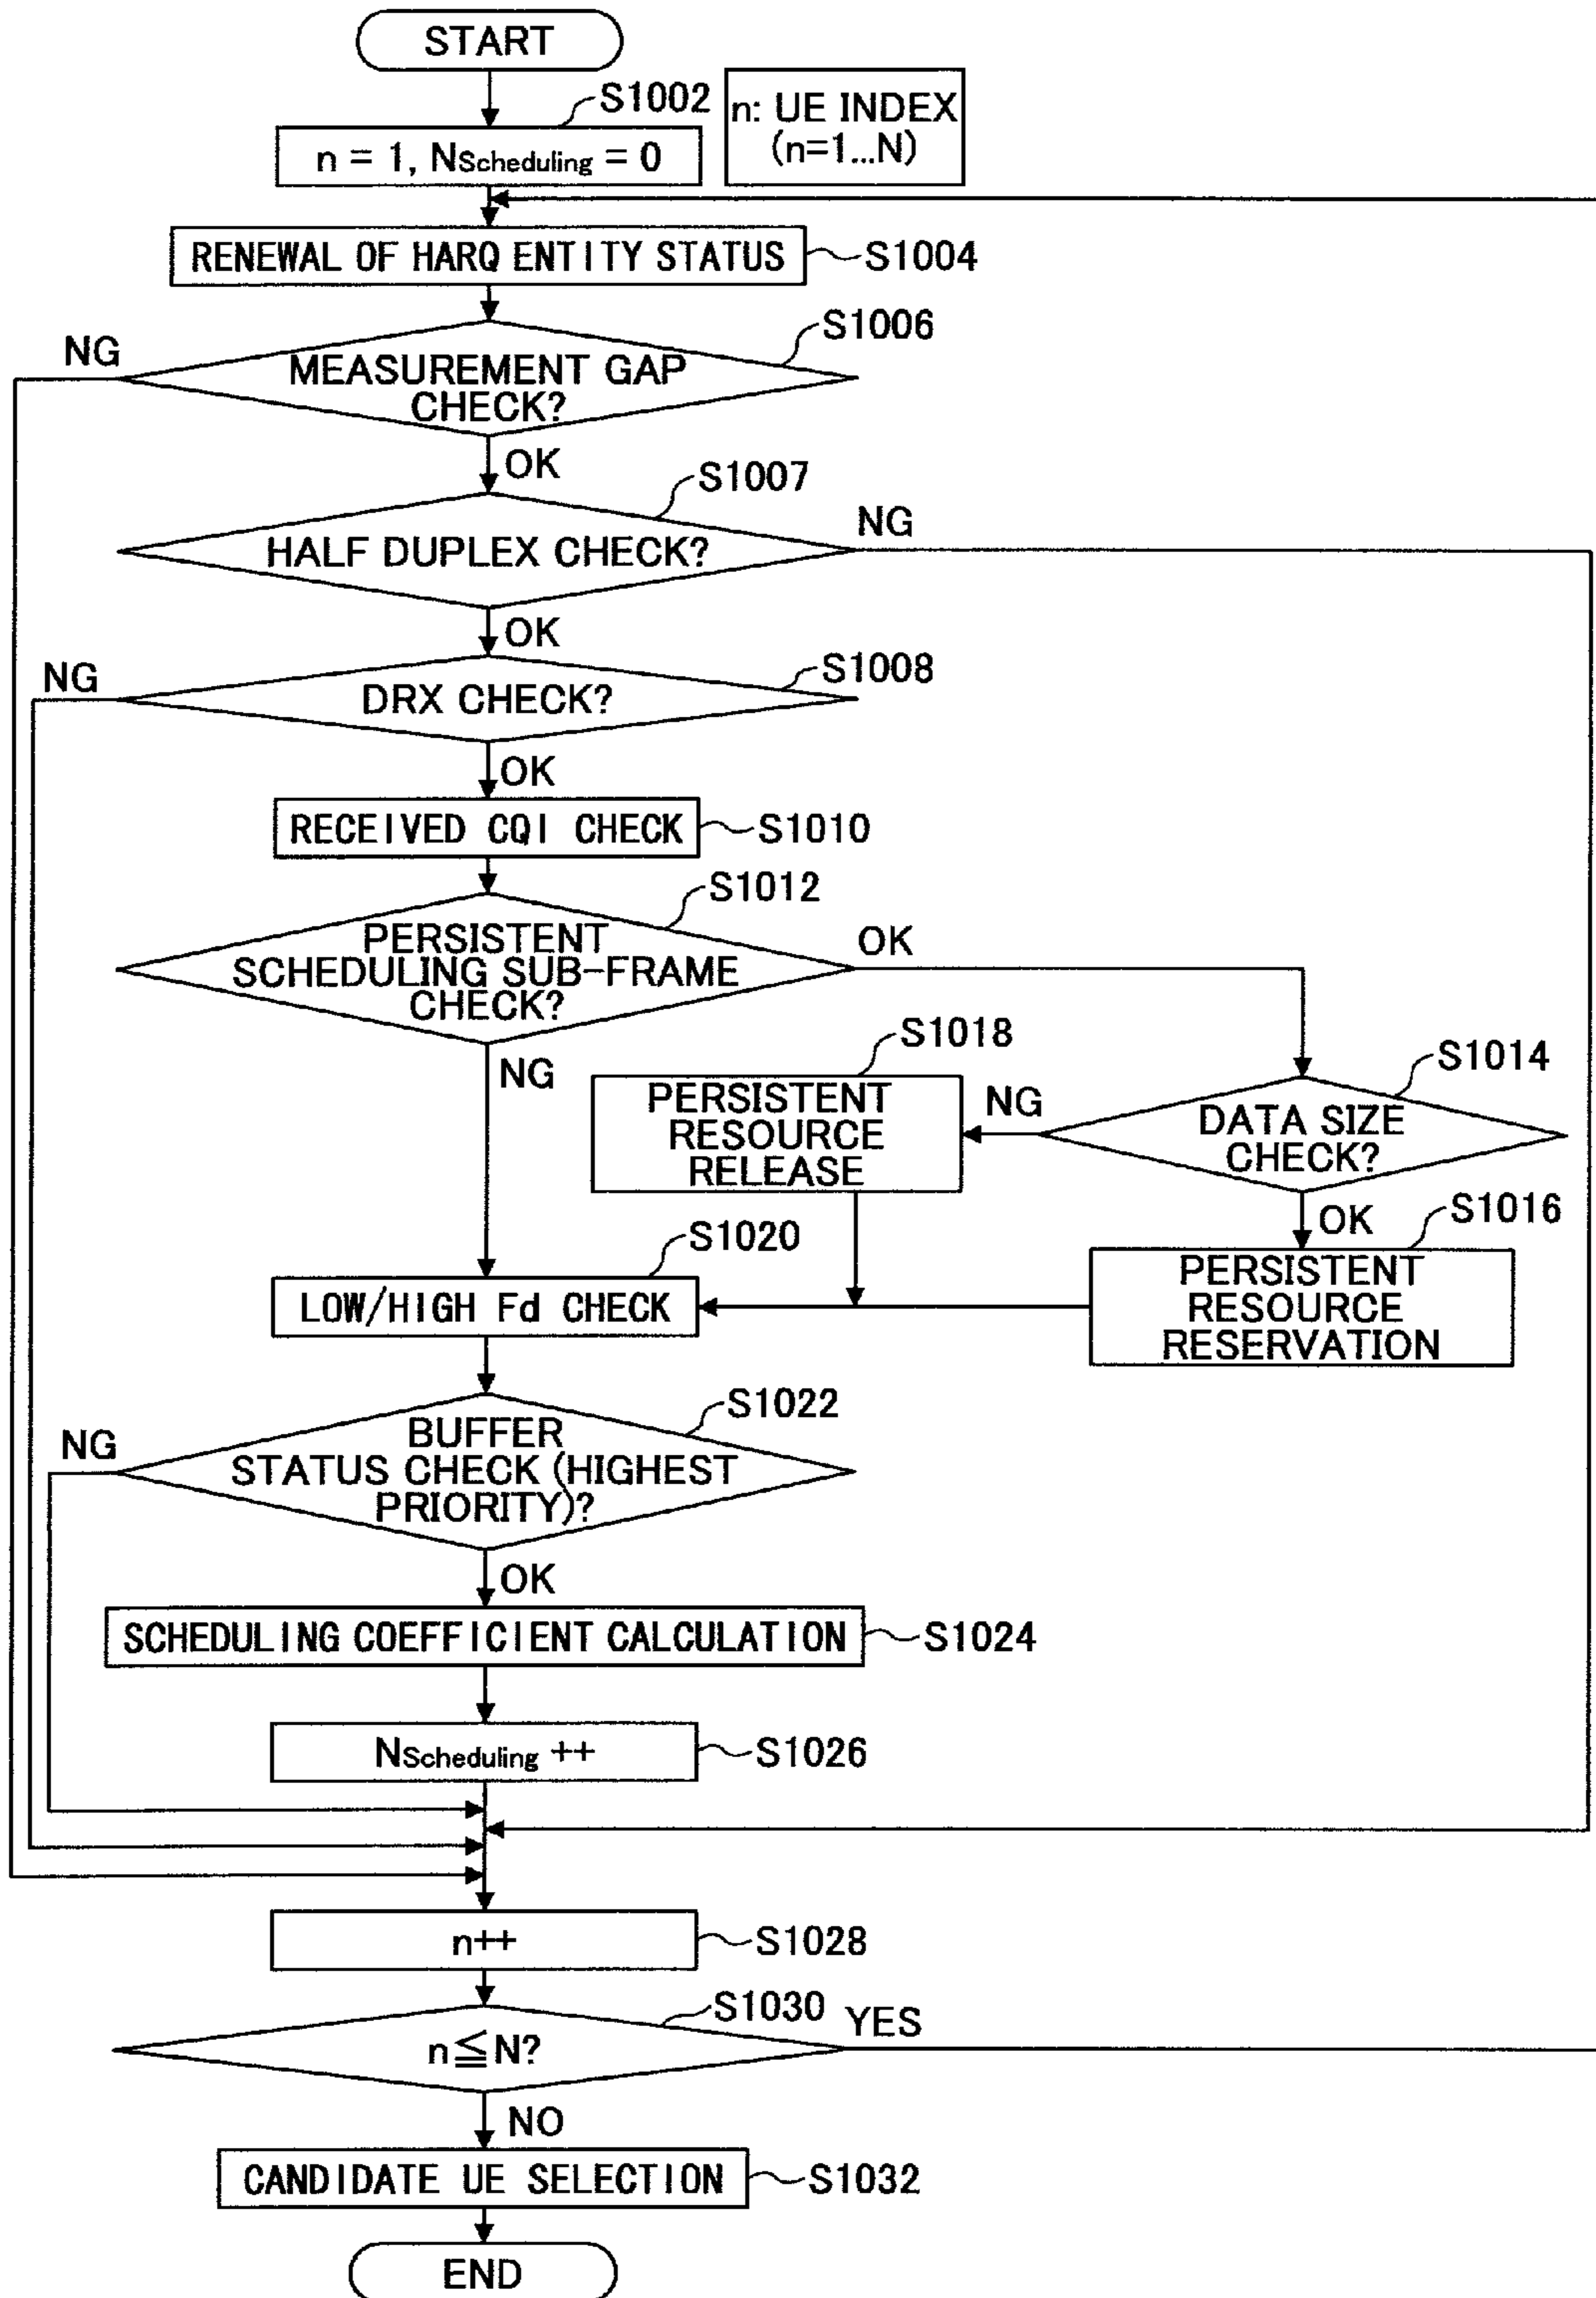 START
S1002
n: UE INDEX
(n=1...N)
n = 1, NScheduling = 0
RENEWAL OF HARQ ENTITY STATUS
S1004
S1006
NG
MEASUREMENT GAP
CHECK?
OK
S1007
NG
HALF DUPLEX CHECK?
OK
S1008
NG
DRX CHECK?
OK
RECEIVED CQI CHECK
S1010
S1012
PERSISTENT
SCHEDULING SUB-FRAME
CHECK?
OK
NG
S1018
PERSISTENT
RESOURCE
RELEASE
NG
S1014
DATA SIZE
CHECK?
OK
S1016
PERSISTENT
RESOURCE
RESERVATION
S1020
LOW/HIGH Fd CHECK
S1022
NG
BUFFER
STATUS CHECK (HIGHEST
PRIORITY)?
OK
SCHEDULING COEFFICIENT CALCULATION
S1024
NScheduling ++
S1026
n++
S1028
S1030
YES
n≦N?
NO
CANDIDATE UE SELECTION
S1032
END